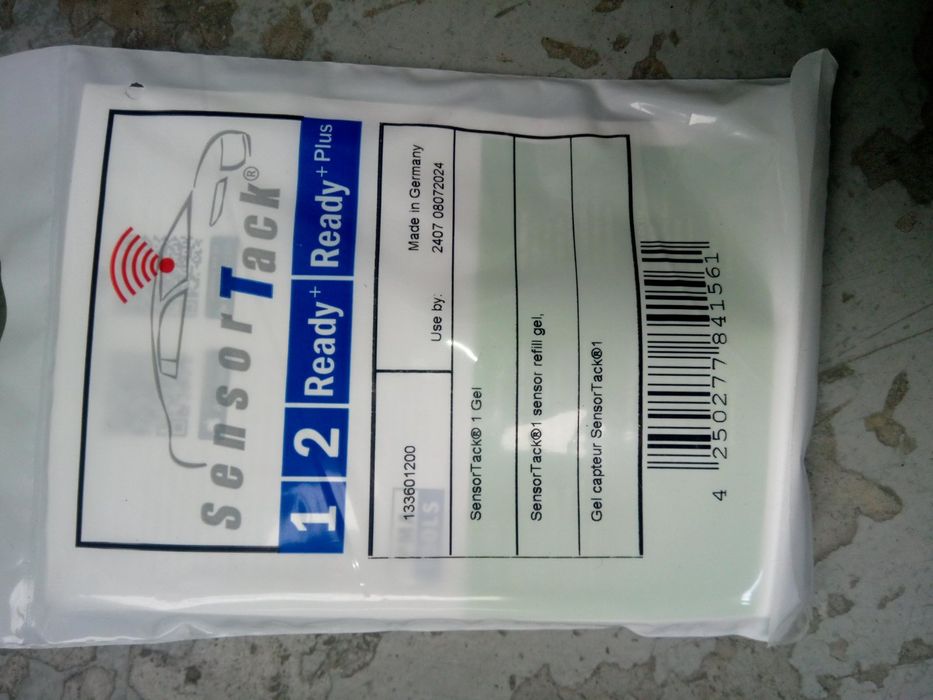 sensorTack®
1 2 Ready+ Ready+ Plus
133601200
Made in Germany
Use by: 2407 08072024
SensorTack® 1 Gel
SensorTack®1 sensor refill gel,
Gel capteur SensorTack®1
4 250277 841561